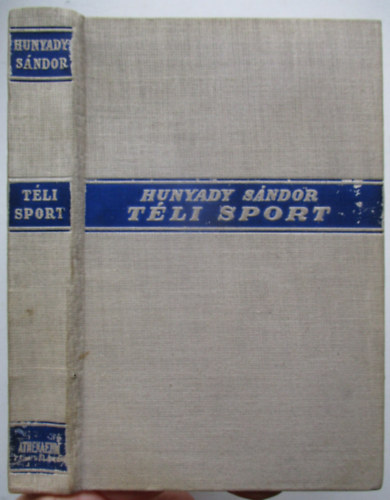 HUNYADY
SÁNDOR
TÉLI
SPORT
ATHENAEUM
HUNYADY SÁNDOR
TÉLI SPORT